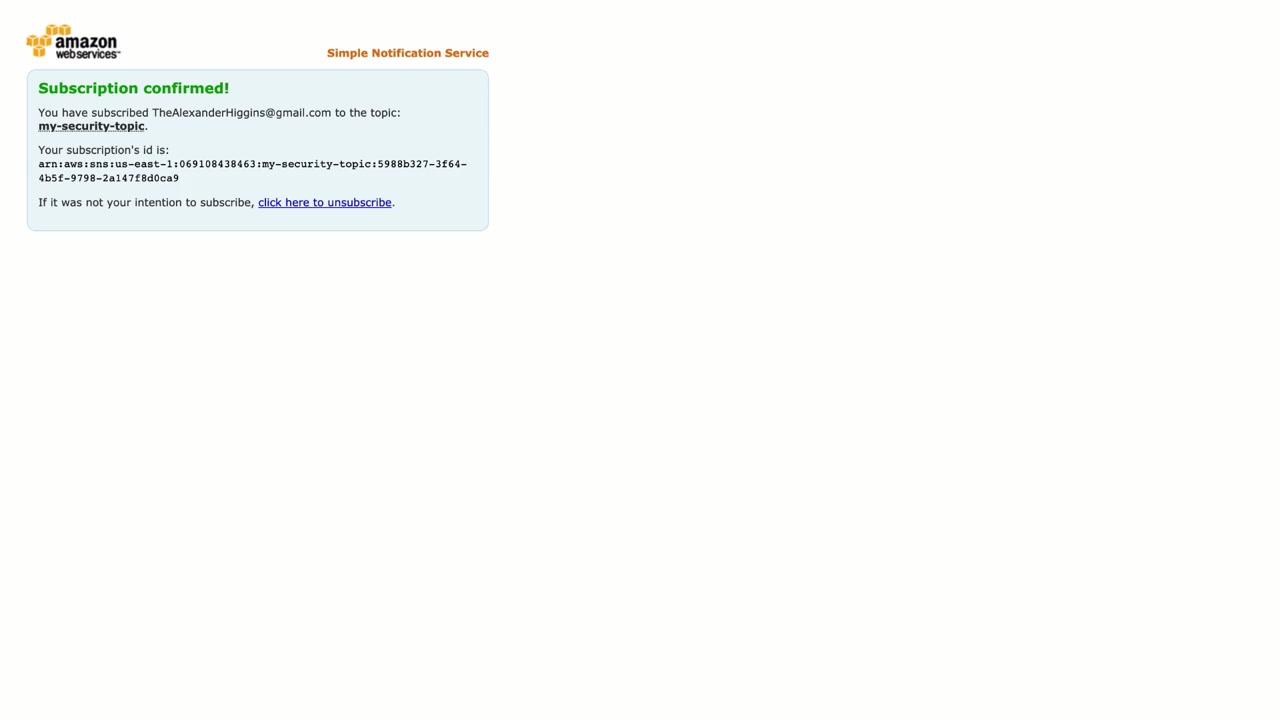 amazon
webservices™
Simple Notification Service
Subscription confirmed!
You have subscribed TheAlexanderHiggins@gmail.com to the topic:
my-security-topic.
Your subscription's id is:
arn:aws:sns:us-east-1:069108438463:my-security-topic:5988b327-3f64-
4b5f-9798-2a147f8d0ca9
If it was not your intention to subscribe, click here to unsubscribe.